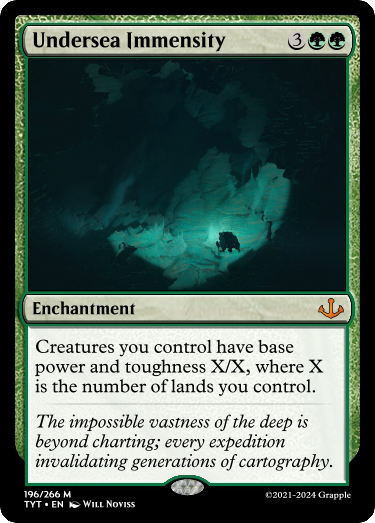 Undersea Immensity 3
Enchantment
Creatures you control have base
power and toughness X/X, where X
is the number of lands you control.
The impossible vastness of the deep is
beyond charting; every expedition
invalidating generations of cartography.
196/266 M
TYT • EN Will Noviss
©2021-2024 Grapple